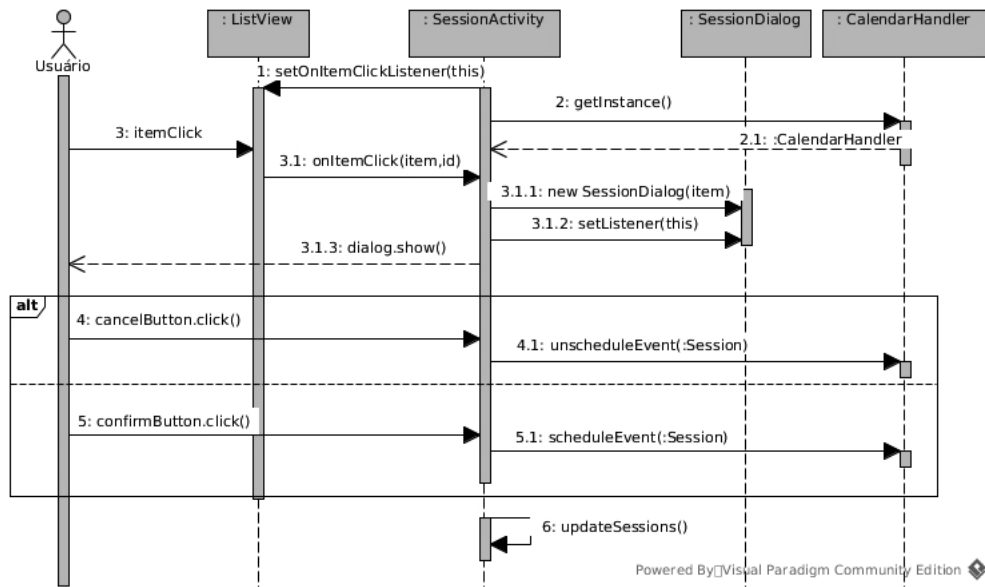 : ListView
: SessionActivity
: SessionDialog
: CalendarHandler
Usuário
1: setOnItemClickListener(this)
2: getInstance()
3: itemClick
2.1: :CalendarHandler
3.1: onItemClick(item,id)
3.1.1: new SessionDialog(item)
3.1.2: setListener(this)
3.1.3: dialog.show()
alt
4: cancelButton.click()
4.1: unscheduleEvent(:Session)
5: confirmButton.click()
5.1: scheduleEvent(:Session)
6: updateSessions()
Powered By Visual Paradigm Community Edition